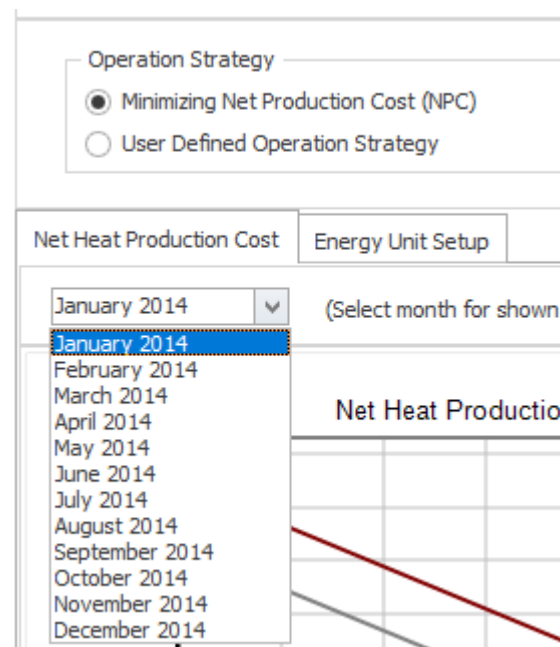 Operation Strategy
Minimizing Net Production Cost (NPC)
User Defined Operation Strategy
Net Heat Production Cost
Energy Unit Setup
January 2014
(Select month for shown
January 2014
February 2014
March 2014
April 2014
May 2014
June 2014
July 2014
August 2014
September 2014
October 2014
November 2014
December 2014
Net Heat Productio